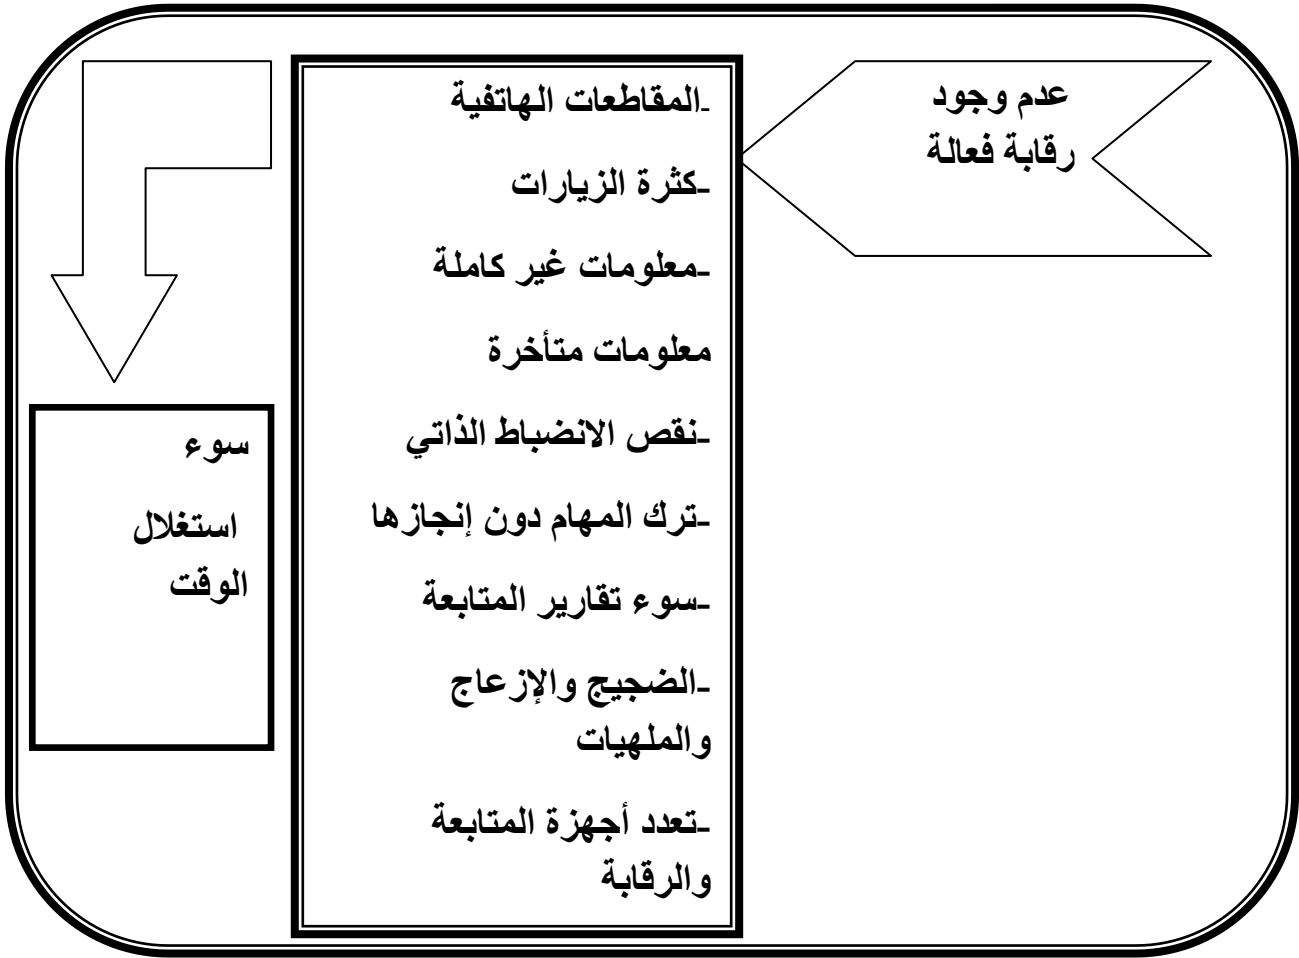 عدم وجود
رقابة فعالة
-المقاطعات الهاتفية
-كثرة الزيارات
-معلومات غير كاملة
معلومات متأخرة
-نقص الانضباط الذاتي
-ترك المهام دون إنجازها
-سوء تقارير المتابعة
-الضجيج والإزعاج
والملهيات
-تعدد أجهزة المتابعة
والرقابة
سوء
استغلال
الوقت